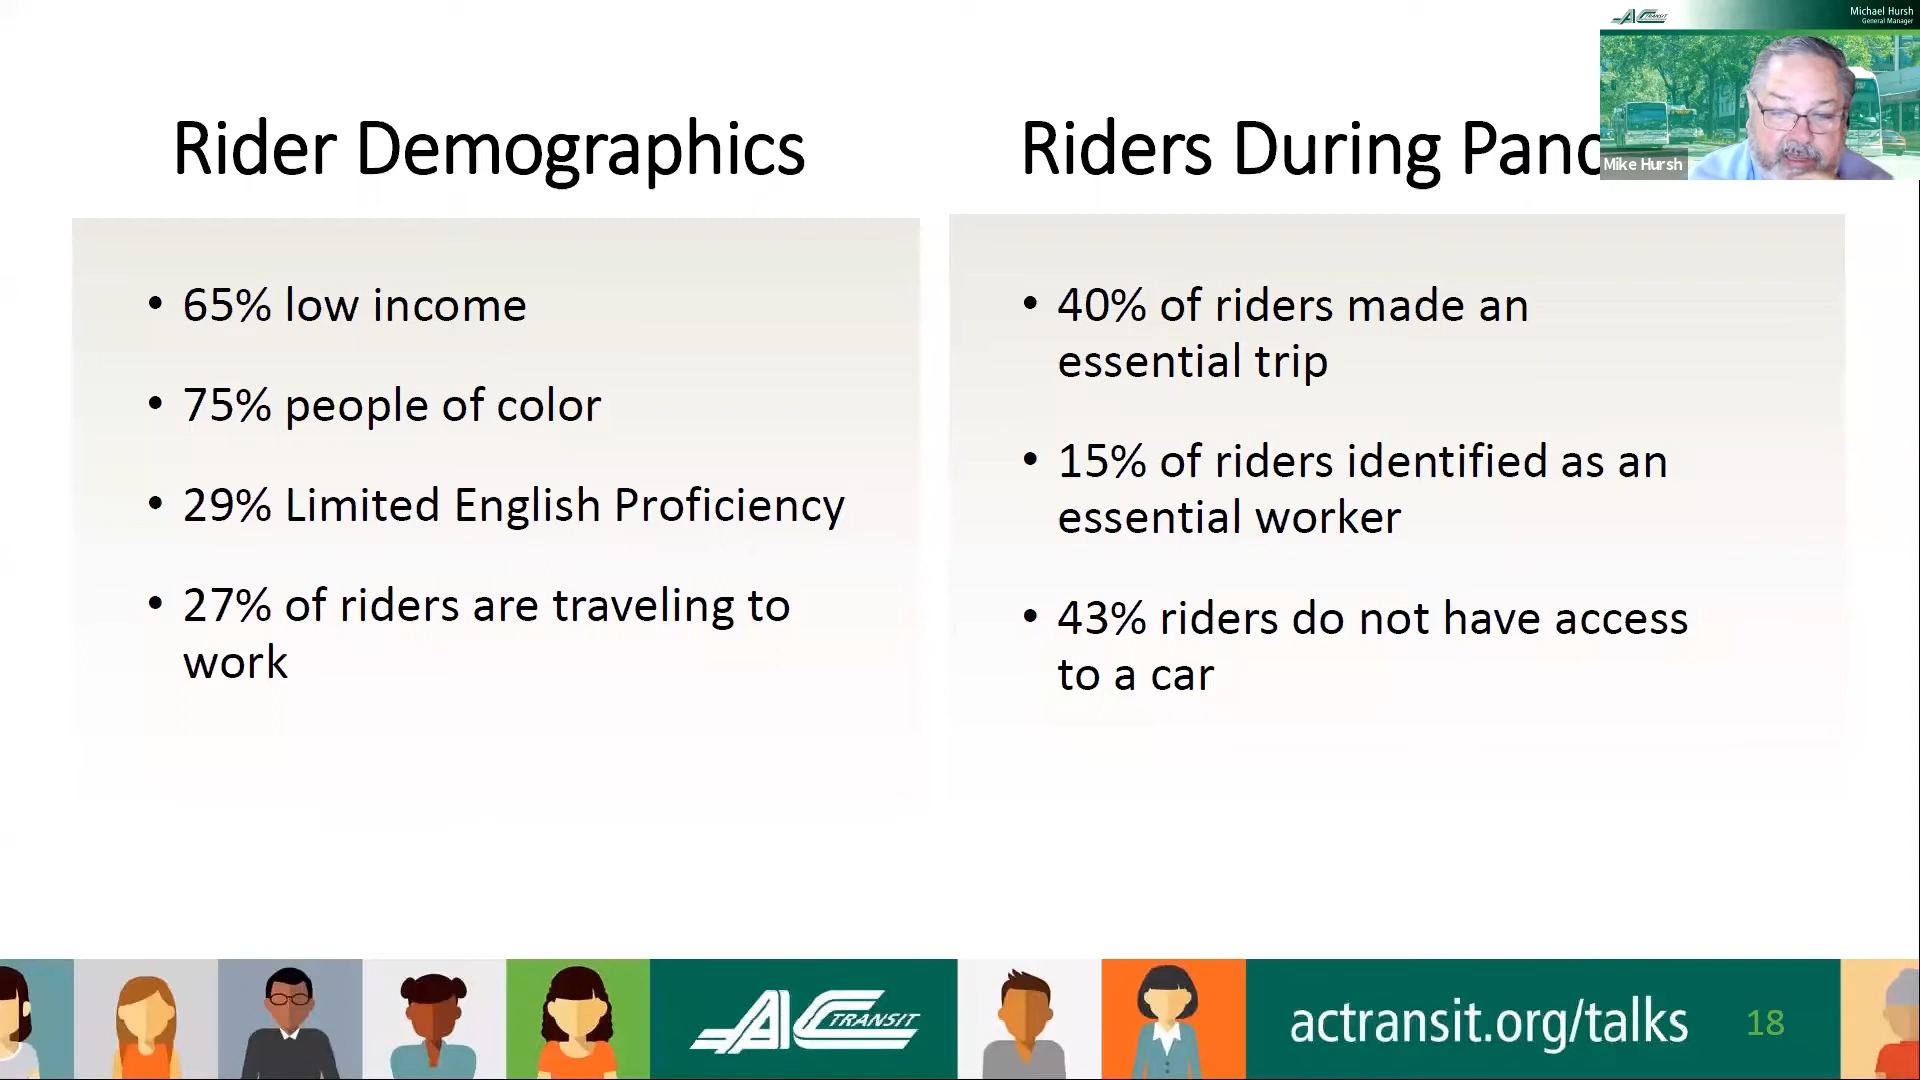 AC TRANSIT
Michael Hursh
General Manager
Mike Hursh
Rider Demographics
• 65% low income
• 75% people of color
• 29% Limited English Proficiency
• 27% of riders are traveling to
work
Riders During Pand
• 40% of riders made an
essential trip
• 15% of riders identified as an
essential worker
• 43% riders do not have access
to a car
AC TRANSIT
actransit.org/talks
18